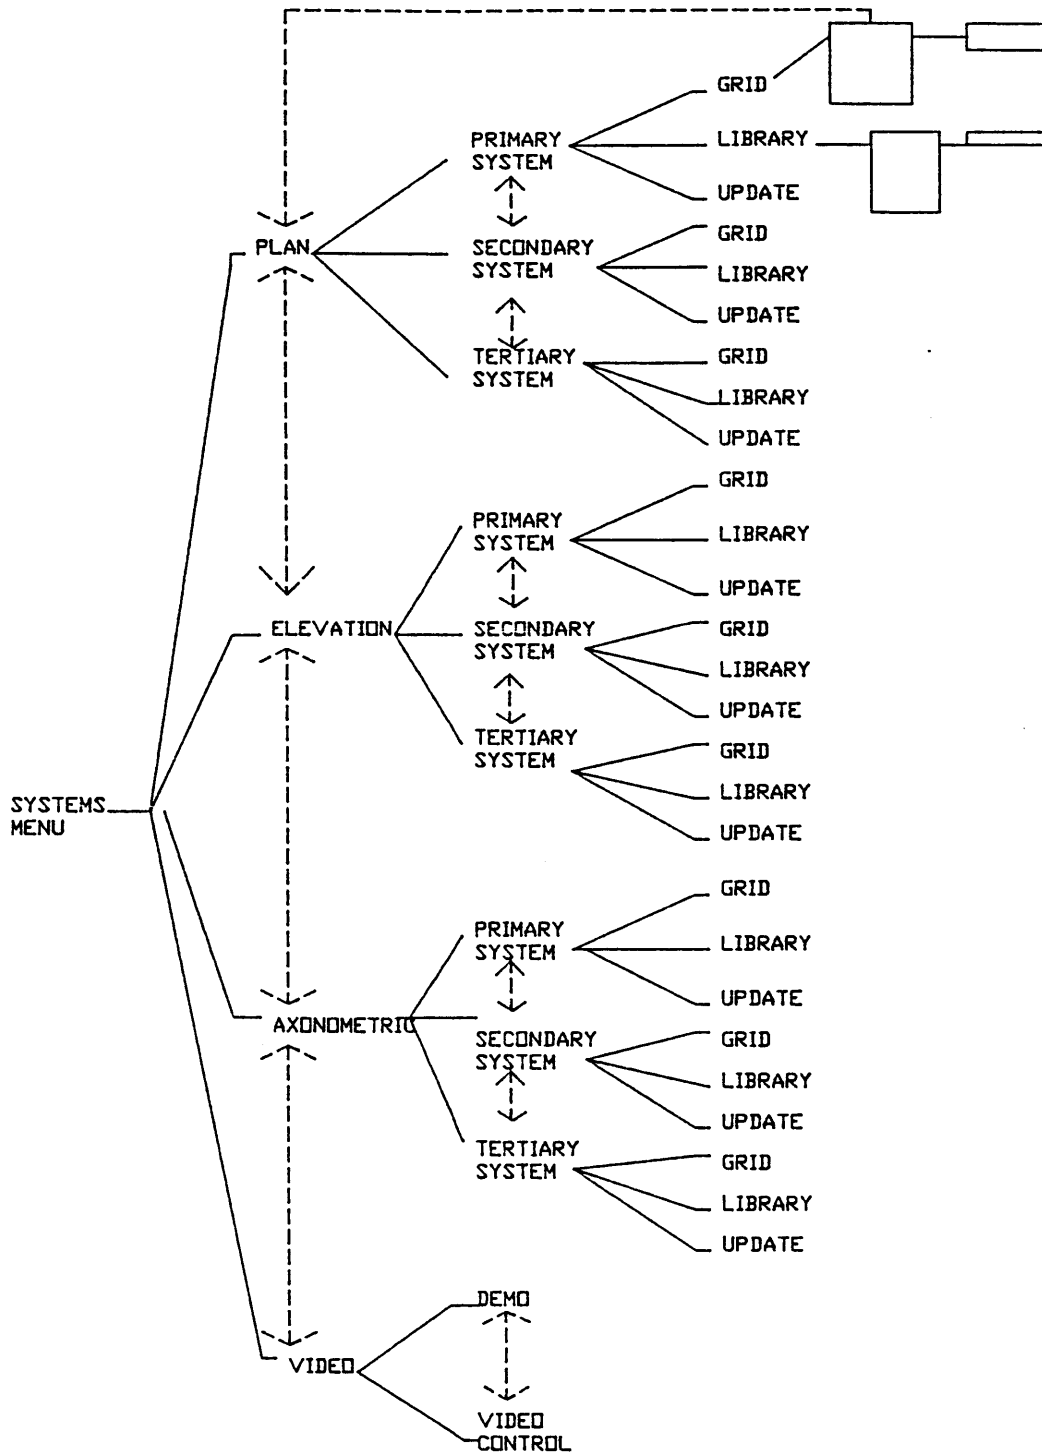 GRID
PRIMARY
SYSTEM
LIBRARY
UPDATE
PLAN
SECONDARY
SYSTEM
GRID
LIBRARY
UPDATE
TERTIARY
SYSTEM
GRID
LIBRARY
UPDATE
GRID
PRIMARY
SYSTEM
LIBRARY
UPDATE
ELEVATION
SECONDARY
SYSTEM
GRID
LIBRARY
UPDATE
TERTIARY
SYSTEM
GRID
LIBRARY
UPDATE
SYSTEMS
MENU
GRID
PRIMARY
SYSTEM
LIBRARY
UPDATE
AXONOMETRIC
SECONDARY
SYSTEM
GRID
LIBRARY
UPDATE
TERTIARY
SYSTEM
GRID
LIBRARY
UPDATE
DEMO
VIDEO
VIDEO
CONTROL